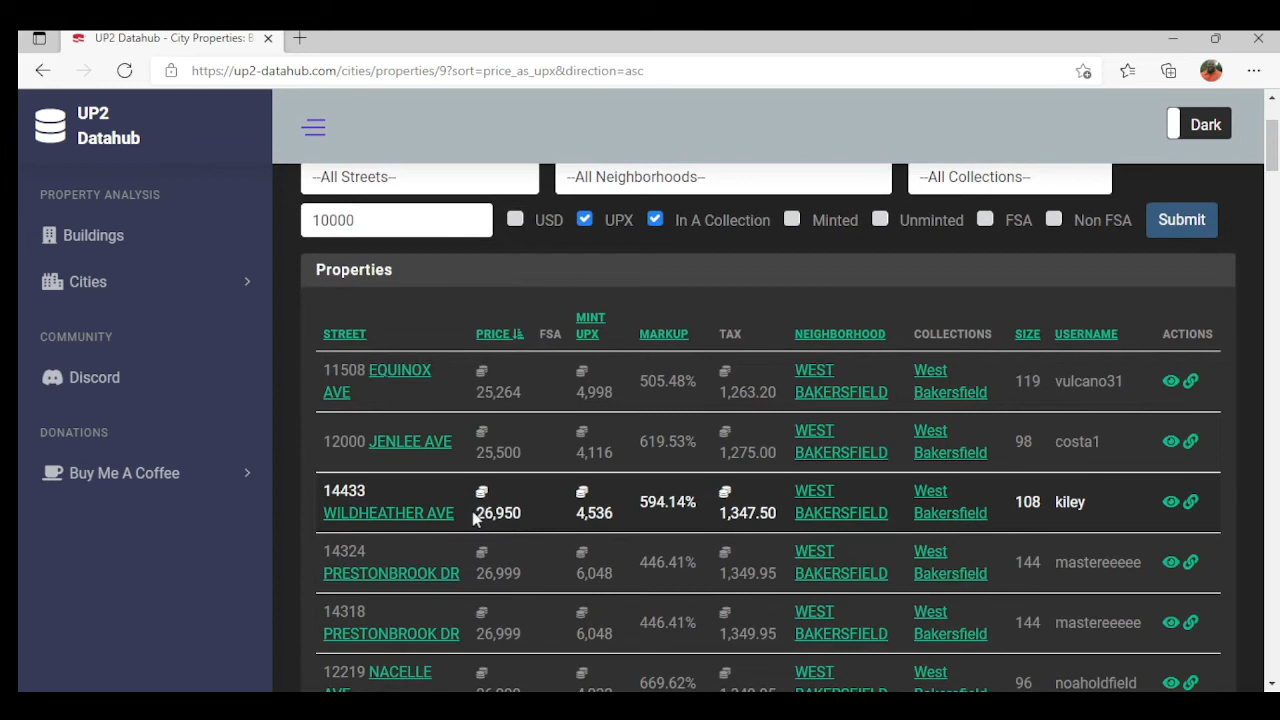 UP2 Datahub - City Properties: B
https://up2-datahub.com/cities/properties/9?sort=price_as_upx&direction=asc
UP2
Datahub
Dark
PROPERTY ANALYSIS
Buildings
Cities
COMMUNITY
Discord
DONATIONS
Buy Me A Coffee
--All Streets-- --All Neighborhoods-- --All Collections--
10000 USD UPX In A Collection Minted Unminted FSA Non FSA Submit
Properties
STREET PRICE FSA MINT UPX MARKUP TAX NEIGHBORHOOD COLLECTIONS SIZE USERNAME ACTIONS
11508 EQUINOX AVE 25,264 4,998 505.48% 1,263.20 WEST BAKERSFIELD West Bakersfield 119 vulcano31
12000 JENLEE AVE 25,500 4,116 619.53% 1,275.00 WEST BAKERSFIELD West Bakersfield 98 costa1
14433 WILDHEATHER AVE 26,950 4,536 594.14% 1,347.50 WEST BAKERSFIELD West Bakersfield 108 kiley
14324 PRESTONBROOK DR 26,999 6,048 446.41% 1,349.95 WEST BAKERSFIELD West Bakersfield 144 mastereeeee
14318 PRESTONBROOK DR 26,999 6,048 446.41% 1,349.95 WEST BAKERSFIELD West Bakersfield 144 mastereeeee
12219 NACELLE 669.62% WEST West 96 noaholdfield